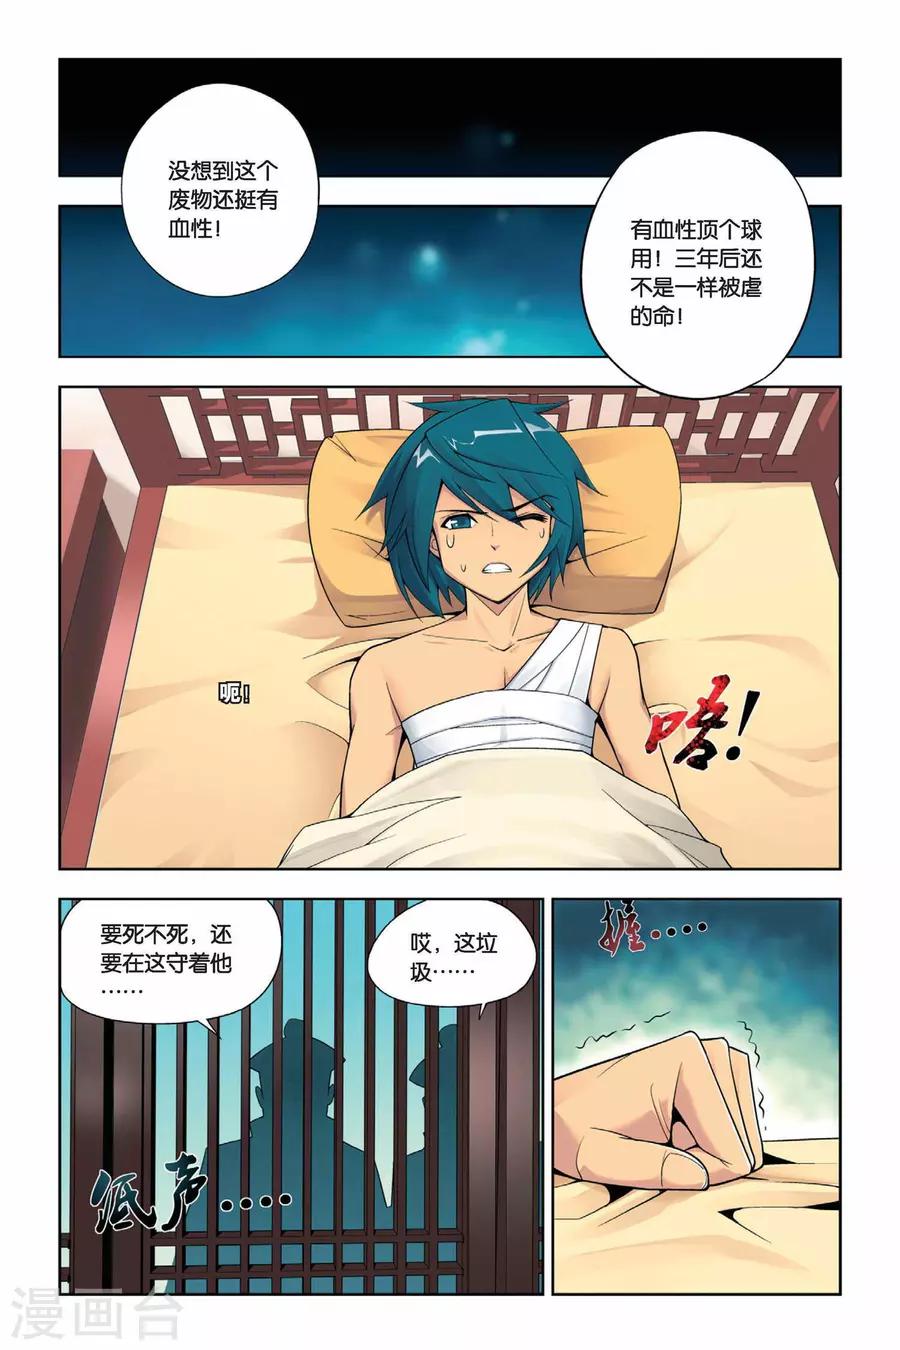 没想到这个
废物还挺有
血性！
有血性顶个球
用！三年后还
不是一样被虐
的命！
呃！
咚！
要死不死，还
要在这守着他
……
哎，这垃
圾……
低声····
握····
漫画台